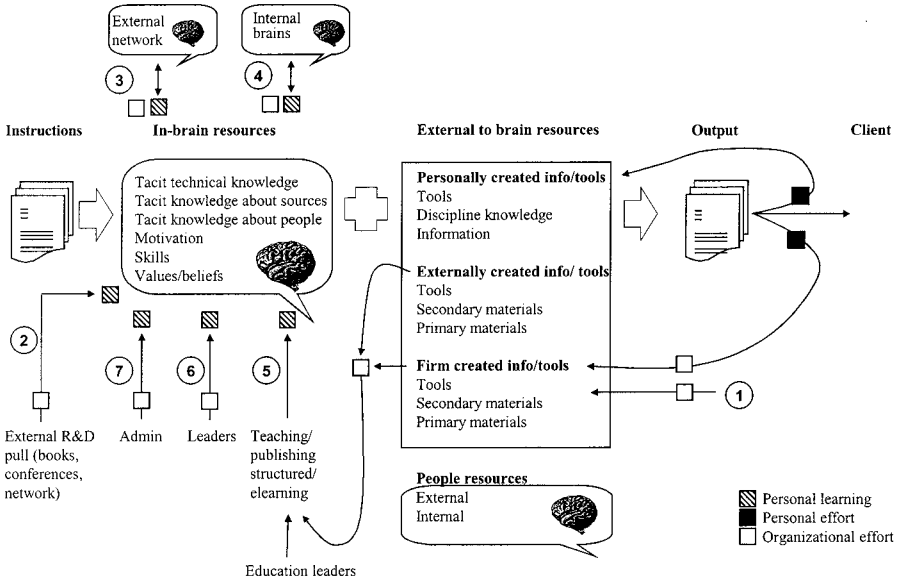 External
network
Internal
brains
3
4
Instructions
In-brain resources
External to brain resources
Output
Client
Tacit technical knowledge
Tacit knowledge about sources
Tacit knowledge about people
Motivation
Skills
Values/beliefs
Personally created info/tools
Tools
Discipline knowledge
Information
Externally created info/ tools
Tools
Secondary materials
Primary materials
Firm created info/tools
Tools
Secondary materials
Primary materials
2
7
6
5
1
External R&D
pull (books,
conferences,
network)
Admin
Leaders
Teaching/
publishing
structured/
elearning
Education leaders
People resources
External
Internal
Personal learning
Personal effort
Organizational effort